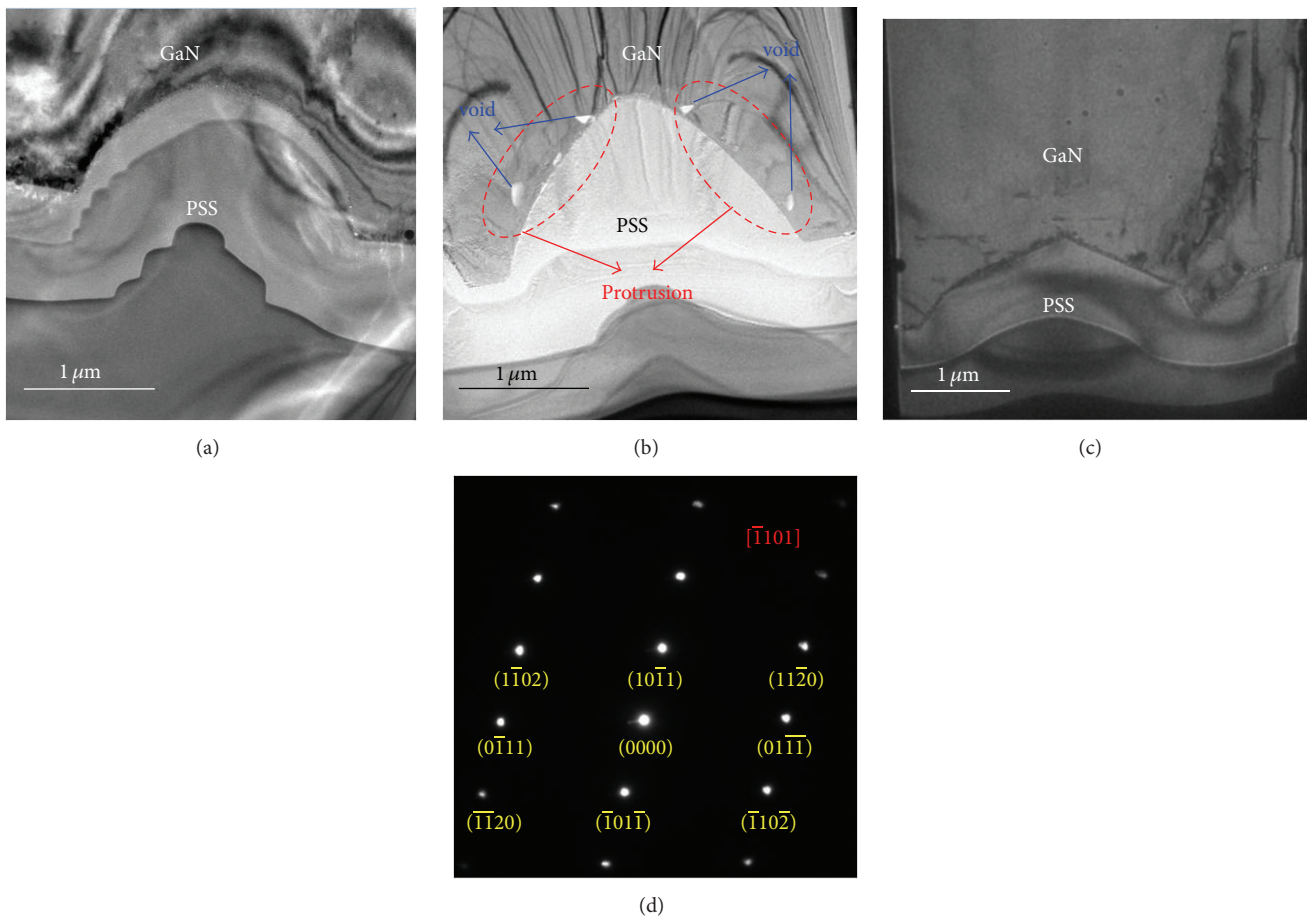 GaN
PSS
1 μm
(a)
GaN
void
void
PSS
Protrusion
1 μm
(b)
GaN
PSS
1 μm
(c)
[1̅101]
(11̅02) (101̅1) (112̅0)
(01̅11) (0000) (011̅1̅)
(1̅1̅20) (1̅011̅) (1̅102̅)
(d)